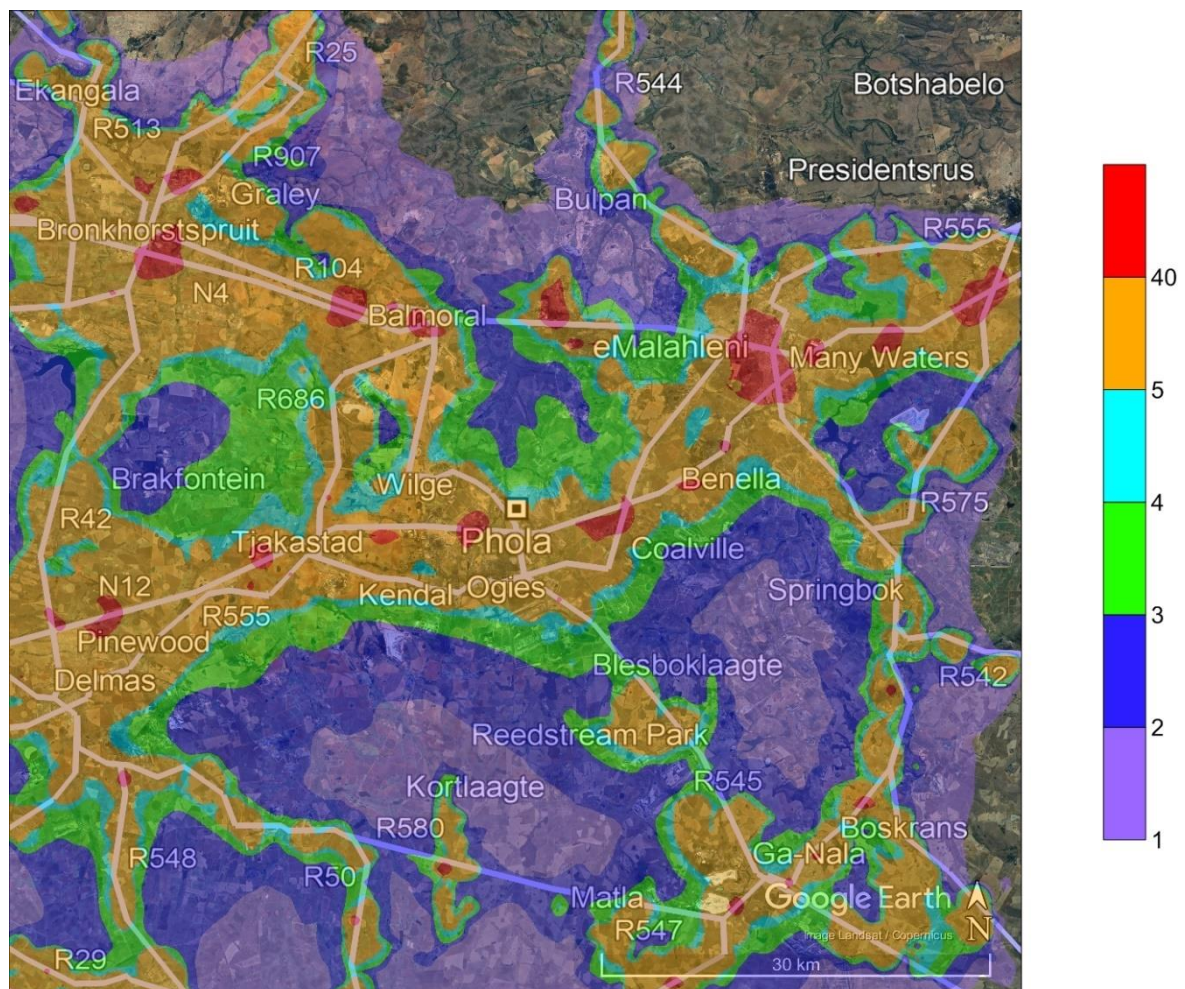 R25
R544
Botshabelo
Ekangala
R513
R907
Presidentsrus
Graley
Bulpan
Bronkhorstspruit
R555
R104
N4
40
Balmoral
eMalahleni
Many Waters
5
R686
4
Brakfontein
Wilge
Benella
R575
R42
Tjakastad
Phola
Coalville
N12
Kendal
Ogies
Springbok
R555
3
Pinewood
Delmas
Blesboklaagte
R542
2
Reedstream Park
Kortlaagte
R545
R580
Boskrans
1
R548
R50
Ga-Nala
Matla
Google Earth
R547
N
Image Landsat / Copernicus
R29
30 km